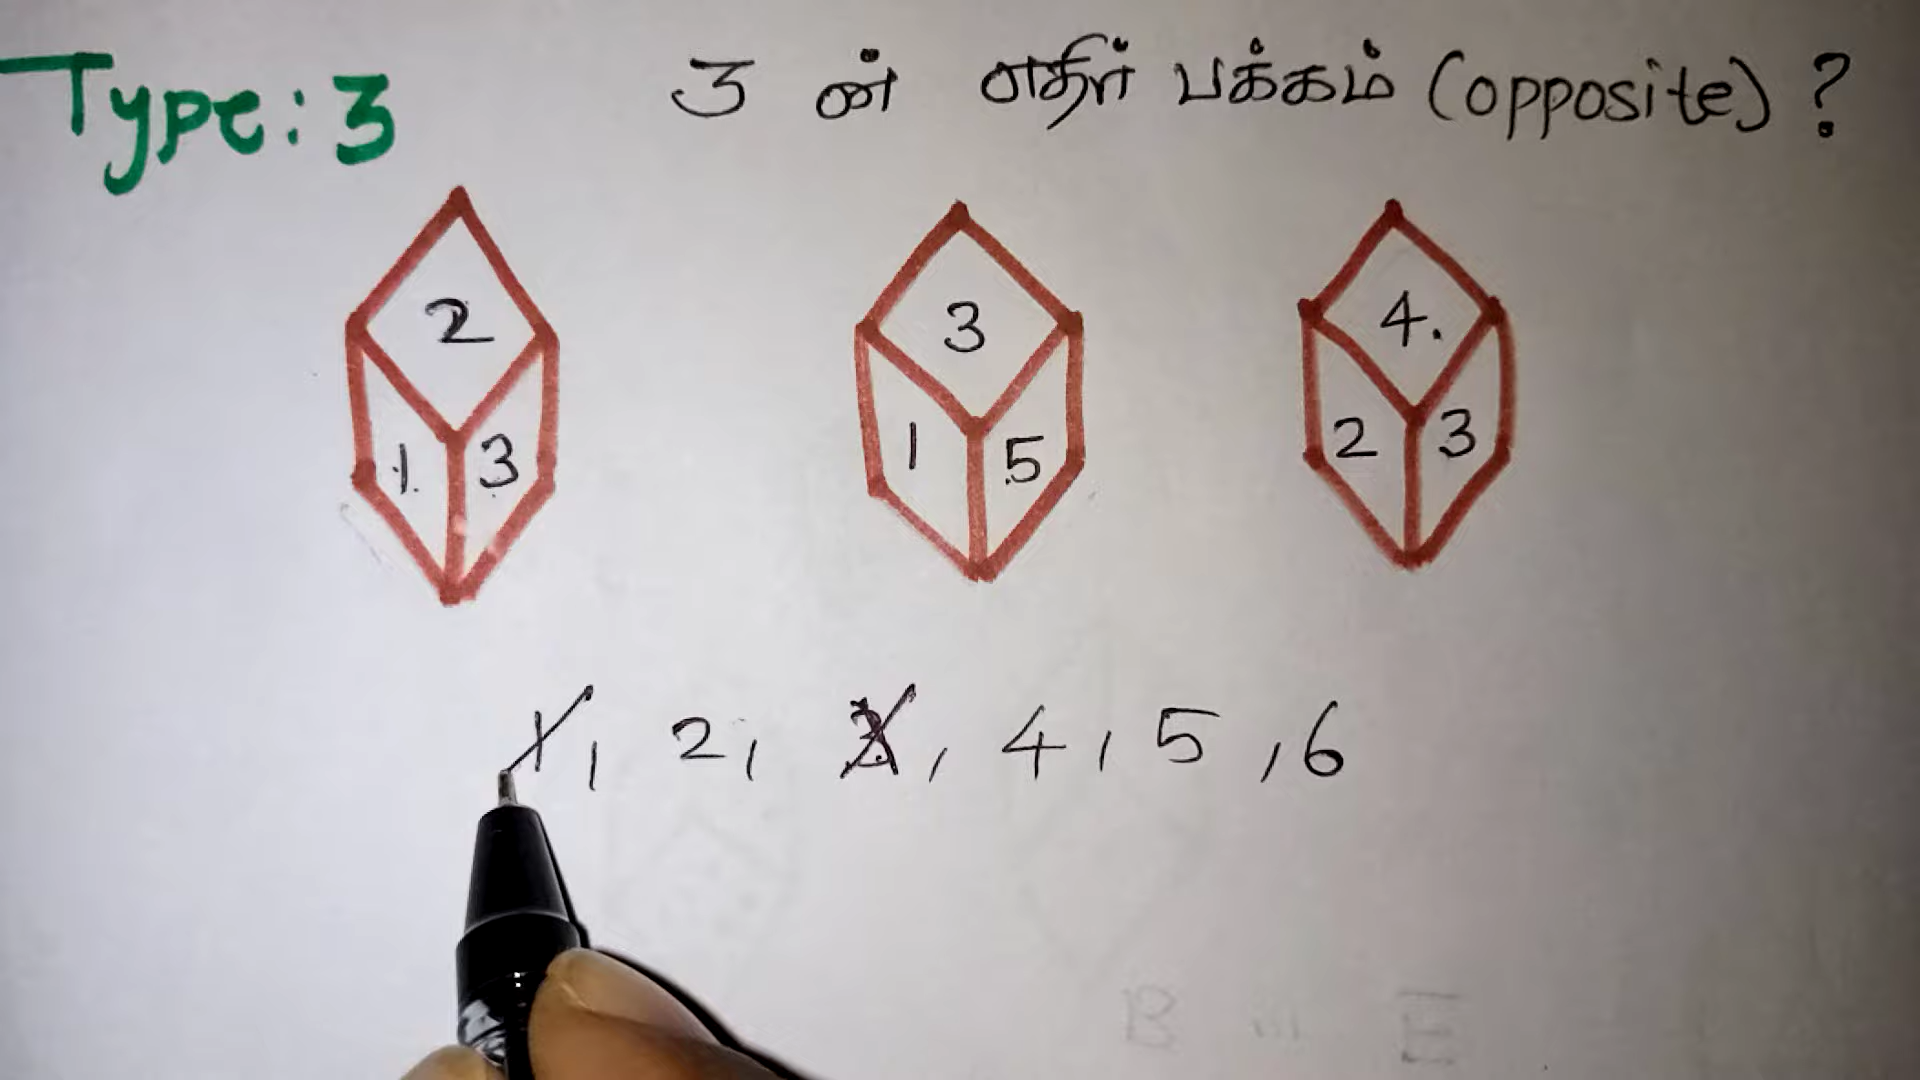 Type: 3
3 ன் எதிர் பக்கம் (opposite) ?
2
1 3
3
1 5
4.
2 3
1, 2, 3, 4, 5, 6